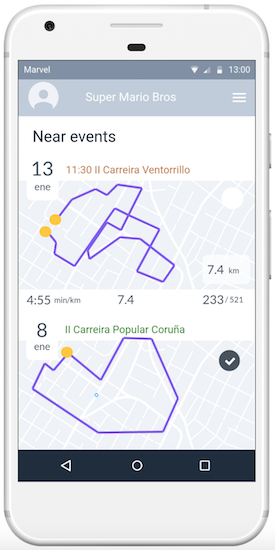 Marvel 13:00
Super Mario Bros
Near events
13
ene
11:30 II Carreira Ventorrillo
7.4 km
4:55 min/km 7.4 233/521
8
ene
II Carreira Popular Coruña